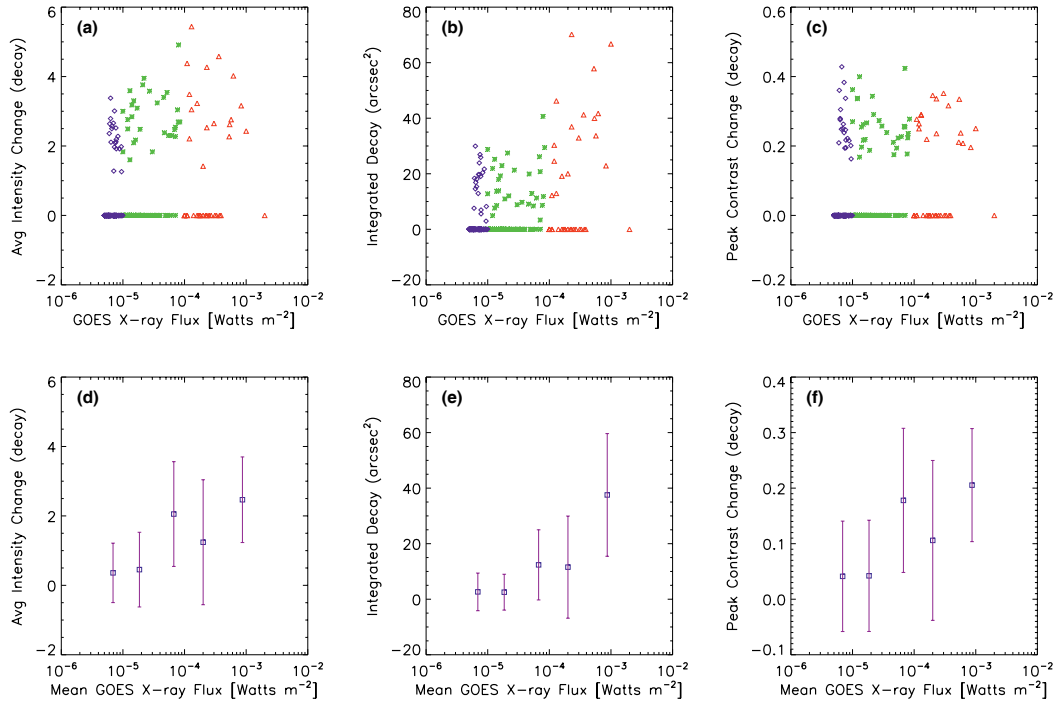 (a)
6
4
2
0
−2
10⁻⁶ 10⁻⁵ 10⁻⁴ 10⁻³ 10⁻²
Avg Intensity Change (decay)
GOES X-ray Flux [Watts m⁻²]
(b)
80
60
40
20
0
−20
10⁻⁶ 10⁻⁵ 10⁻⁴ 10⁻³ 10⁻²
Integrated Decay (arcsec²)
GOES X-ray Flux [Watts m⁻²]
(c)
0.6
0.4
0.2
0.0
−0.2
10⁻⁶ 10⁻⁵ 10⁻⁴ 10⁻³ 10⁻²
Peak Contrast Change (decay)
GOES X-ray Flux [Watts m⁻²]
(d)
6
4
2
0
−2
10⁻⁶ 10⁻⁵ 10⁻⁴ 10⁻³ 10⁻²
Avg Intensity Change (decay)
Mean GOES X-ray Flux [Watts m⁻²]
(e)
80
60
40
20
0
−20
10⁻⁶ 10⁻⁵ 10⁻⁴ 10⁻³ 10⁻²
Integrated Decay (arcsec²)
Mean GOES X-ray Flux [Watts m⁻²]
(f)
0.4
0.3
0.2
0.1
0.0
−0.1
10⁻⁶ 10⁻⁵ 10⁻⁴ 10⁻³ 10⁻²
Peak Contrast Change (decay)
Mean GOES X-ray Flux [Watts m⁻²]